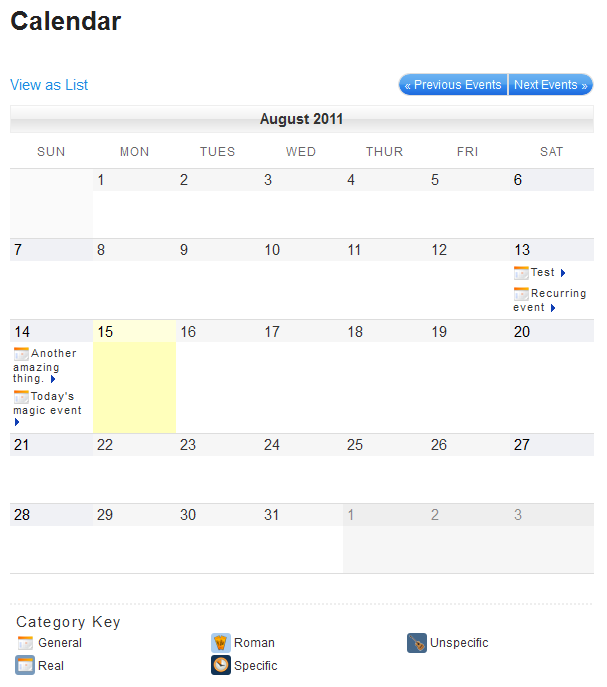 Calendar
View as List
« Previous Events Next Events »
August 2011
SUN MON TUES WED THUR FRI SAT
1 2 3 4 5 6
7 8 9 10 11 12 13
Test
Recurring
event
14 15 16 17 18 19 20
Another
amazing
thing.
Today's
magic event
21 22 23 24 25 26 27
28 29 30 31 1 2 3
Category Key
General Roman Unspecific
Real Specific